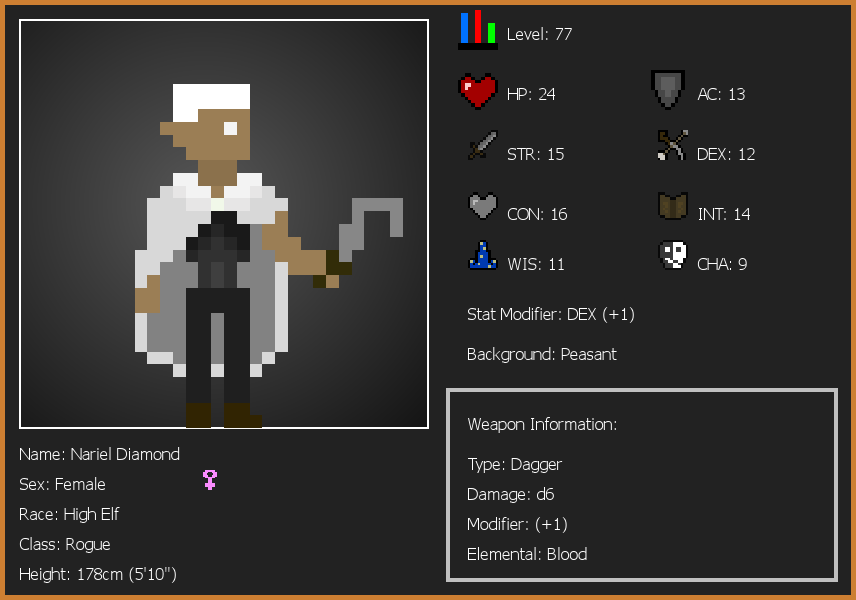 Level: 77
HP: 24
AC: 13
STR: 15
DEX: 12
CON: 16
INT: 14
WIS: 11
CHA: 9
Stat Modifier: DEX (+1)
Background: Peasant
Weapon Information:
Type: Dagger
Damage: d6
Modifier: (+1)
Elemental: Blood
Name: Nariel Diamond
Sex: Female
Race: High Elf
Class: Rogue
Height: 178cm (5'10")